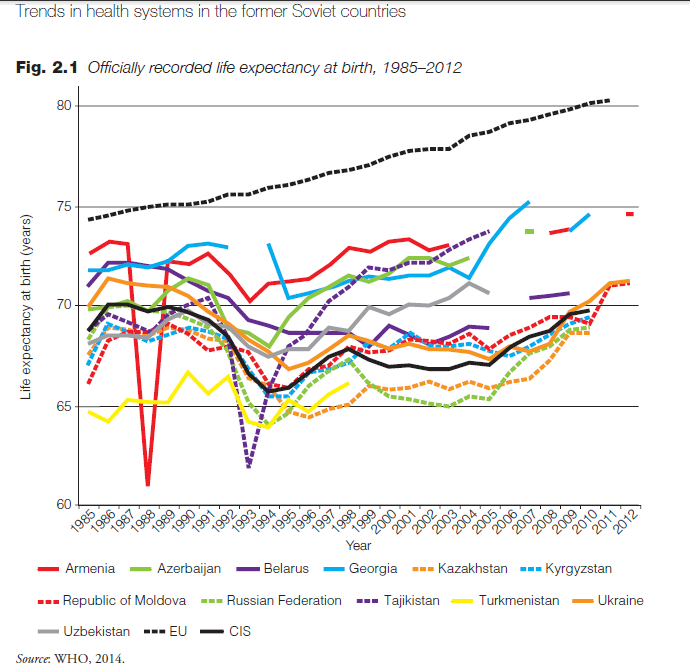 Trends in health systems in the former Soviet countries
Fig. 2.1 Officially recorded life expectancy at birth, 1985–2012
80
75
70
65
60
Life expectancy at birth (years)
1985 1986 1987 1988 1989 1990 1991 1992 1993 1994 1995 1996 1997 1998 1999 2000 2001 2002 2003 2004 2005 2006 2007 2008 2009 2010 2011 2012
Year
Armenia Azerbaijan Belarus Georgia Kazakhstan Kyrgyzstan
Republic of Moldova Russian Federation Tajikistan Turkmenistan Ukraine
Uzbekistan EU CIS
Source: WHO, 2014.